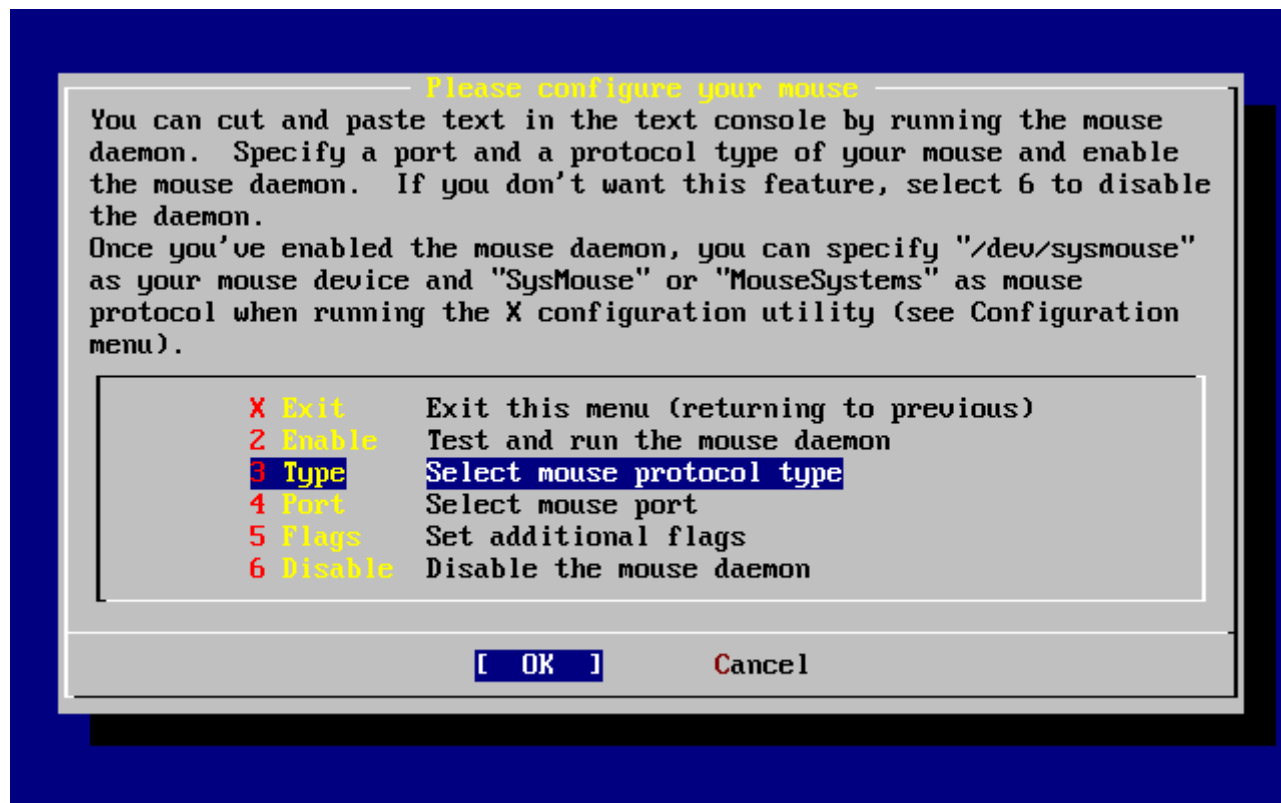 Please configure your mouse
You can cut and paste text in the text console by running the mouse
daemon.  Specify a port and a protocol type of your mouse and enable
the mouse daemon.  If you don't want this feature, select 6 to disable
the daemon.
Once you've enabled the mouse daemon, you can specify "/dev/sysmouse"
as your mouse device and "SysMouse" or "MouseSystems" as mouse
protocol when running the X configuration utility (see Configuration
menu).
X Exit     Exit this menu (returning to previous)
2 Enable   Test and run the mouse daemon
3 Type     Select mouse protocol type
4 Port     Select mouse port
5 Flags    Set additional flags
6 Disable  Disable the mouse daemon
[  OK  ]       Cancel